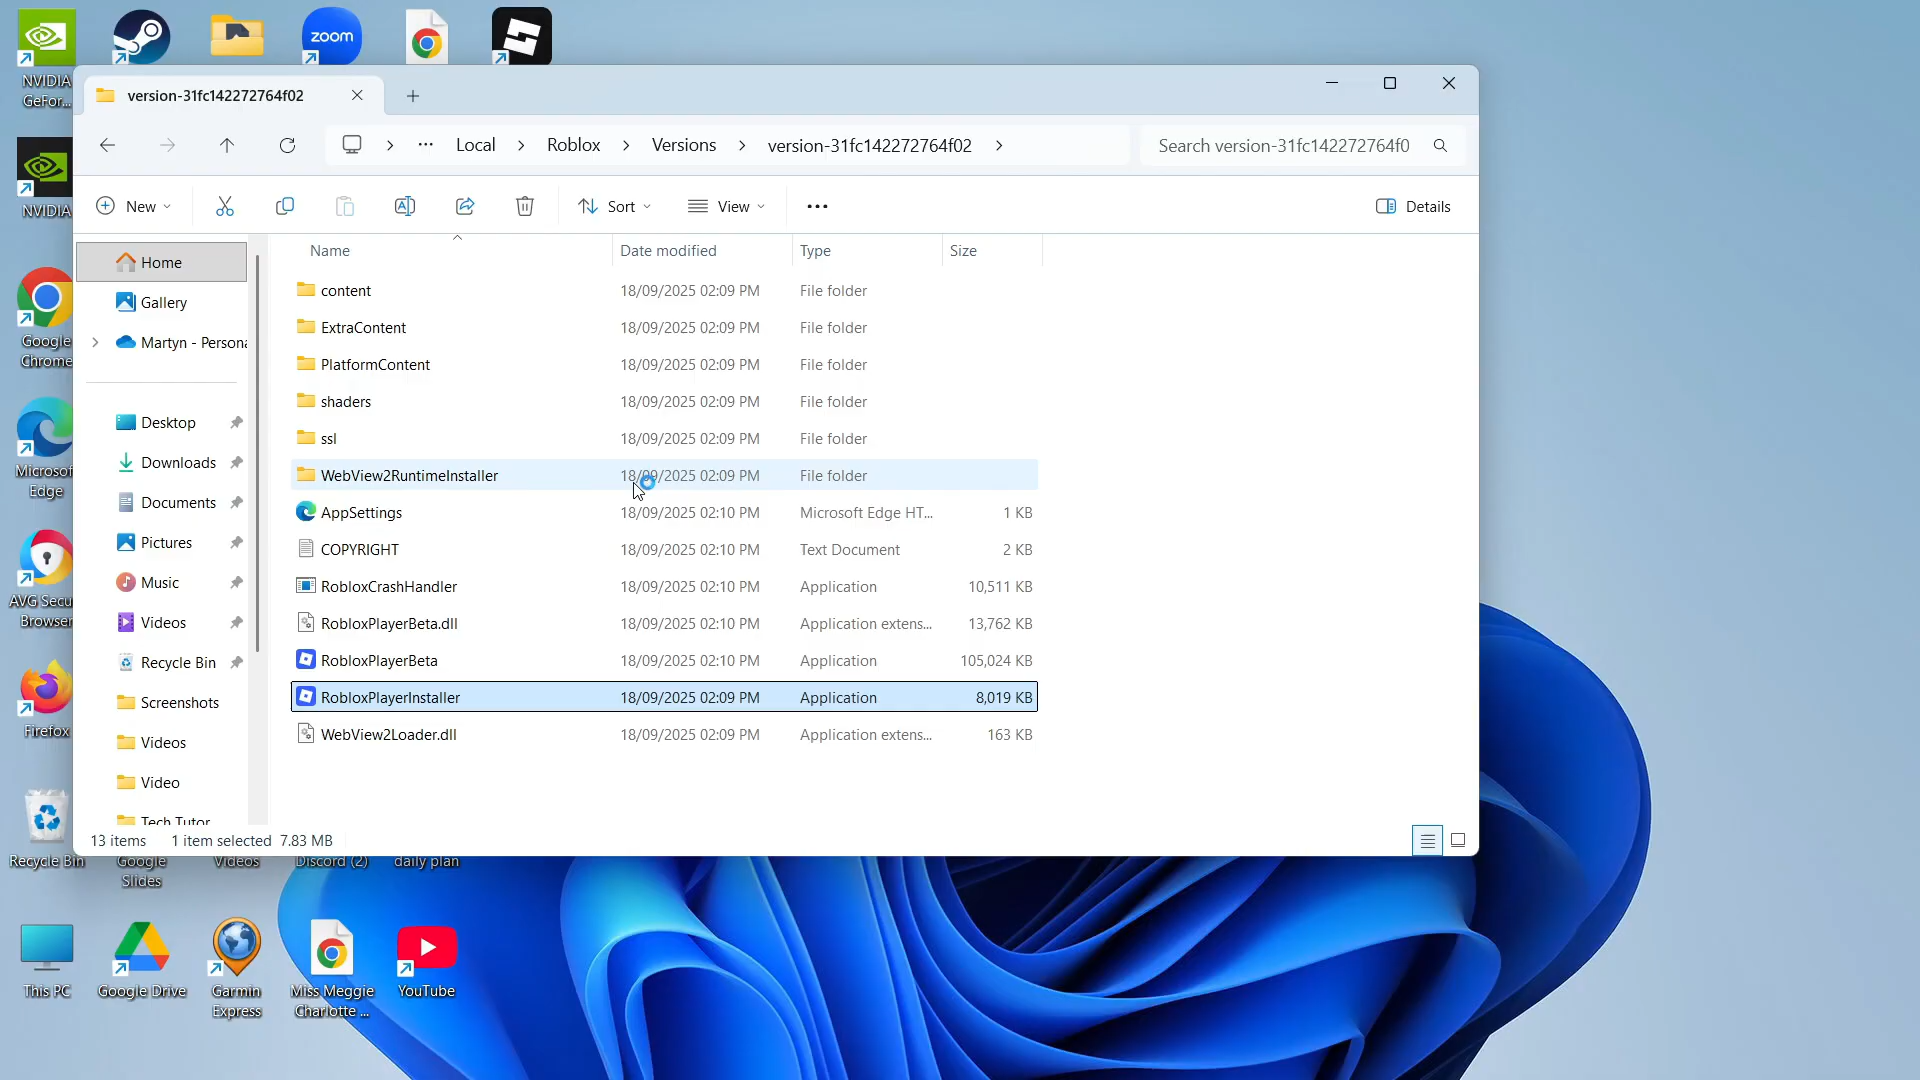 zoom
NVIDIA
GeFor...
version-31fc142272764f02
Local
Roblox
Versions
version-31fc142272764f02
Search version-31fc142272764f0
NVIDIA
New
Sort
View
Details
Name
Date modified
Type
Size
Home
content
18/09/2025 02:09 PM
File folder
Gallery
ExtraContent
18/09/2025 02:09 PM
File folder
Google
Chrome
Martyn - Persona
PlatformContent
18/09/2025 02:09 PM
File folder
shaders
18/09/2025 02:09 PM
File folder
Desktop
ssl
18/09/2025 02:09 PM
File folder
Downloads
WebView2RuntimeInstaller
18/09/2025 02:09 PM
File folder
Microsof
Edge
Documents
AppSettings
18/09/2025 02:10 PM
Microsoft Edge HT...
1 KB
Pictures
COPYRIGHT
18/09/2025 02:10 PM
Text Document
2 KB
Music
RobloxCrashHandler
18/09/2025 02:10 PM
Application
10,511 KB
AVG Secu
Browser
Videos
RobloxPlayerBeta.dll
18/09/2025 02:10 PM
Application extens...
13,762 KB
Recycle Bin
RobloxPlayerBeta
18/09/2025 02:10 PM
Application
105,024 KB
Screenshots
RobloxPlayerInstaller
18/09/2025 02:09 PM
Application
8,019 KB
Firefox
Videos
WebView2Loader.dll
18/09/2025 02:09 PM
Application extens...
163 KB
Video
Tech Tutor
13 items
1 item selected 7.83 MB
Recycle Bin
Google
Slides
Videos
Discord (2)
daily plan
This PC
Google Drive
Garmin
Express
Miss Meggie
Charlotte ...
YouTube